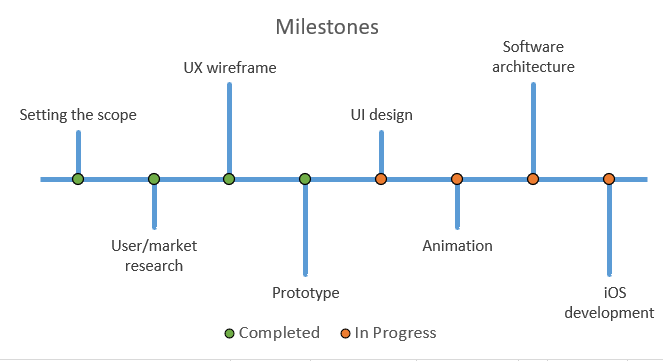 Milestones
Software
architecture
UX wireframe
Setting the scope
UI design
User/market
research
Animation
Prototype
iOS
development
Completed
In Progress